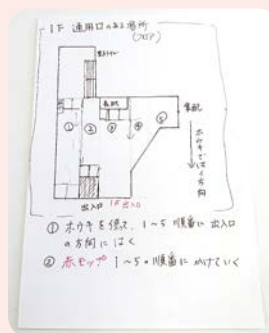 1F 通用口のある場所
(フロア)
①
②
③
④
⑤
ホウキではく方向
出入口
1F出入口
① ホウキを使って、1〜5順番に出入口
の方向にはく
② 赤モップ 1〜5の順番にかけていく